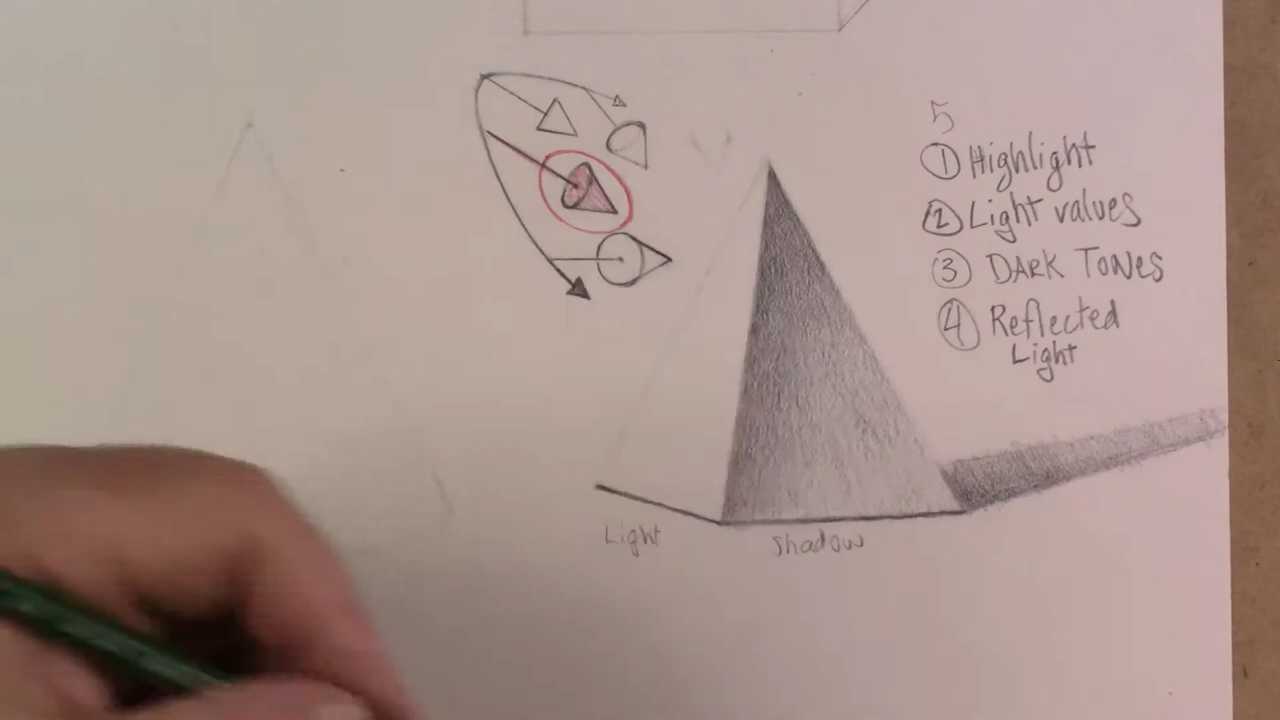 5
① Highlight
② Light values
③ DARK TONES
④ Reflected
Light
Light
Shadow